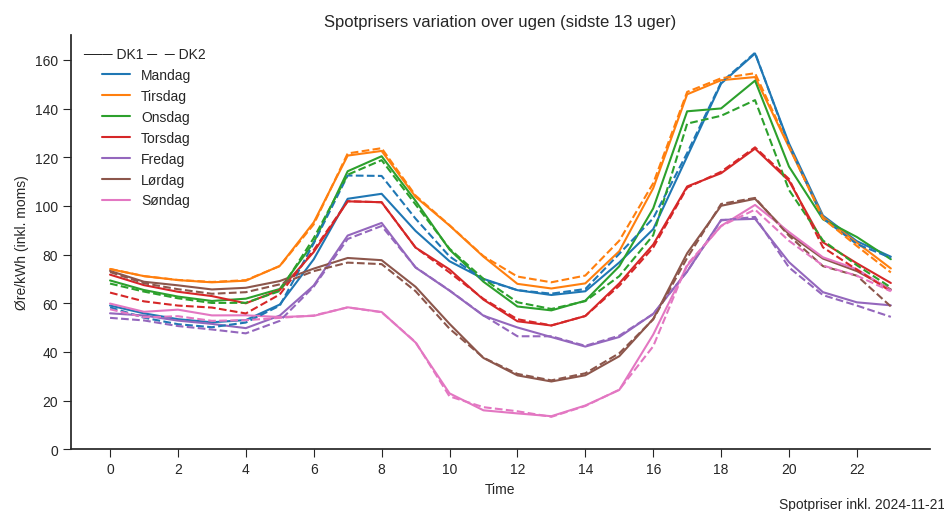 Spotprisers variation over ugen (sidste 13 uger)
DK1 DK2
Mandag
Tirsdag
Onsdag
Torsdag
Fredag
Lørdag
Søndag
Øre/kWh (inkl. moms)
160
140
120
100
80
60
40
20
0
0 2 4 6 8 10 12 14 16 18 20 22
Time
Spotpriser inkl. 2024-11-21